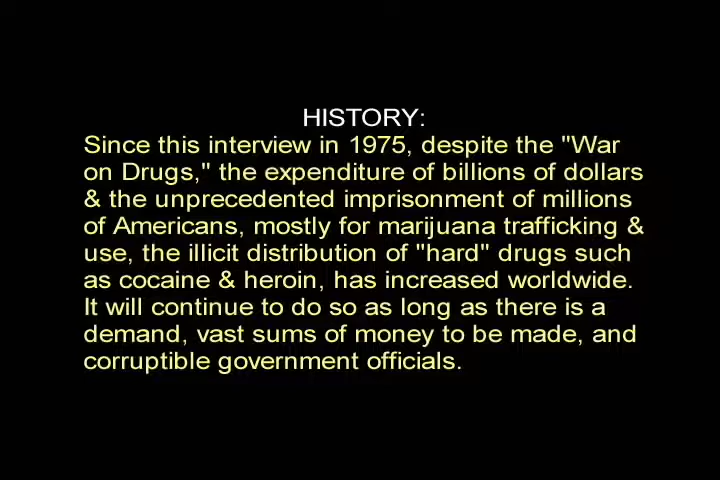 HISTORY:
Since this interview in 1975, despite the "War
on Drugs," the expenditure of billions of dollars
& the unprecedented imprisonment of millions
of Americans, mostly for marijuana trafficking &
use, the illicit distribution of "hard" drugs such
as cocaine & heroin, has increased worldwide.
It will continue to do so as long as there is a
demand, vast sums of money to be made, and
corruptible government officials.